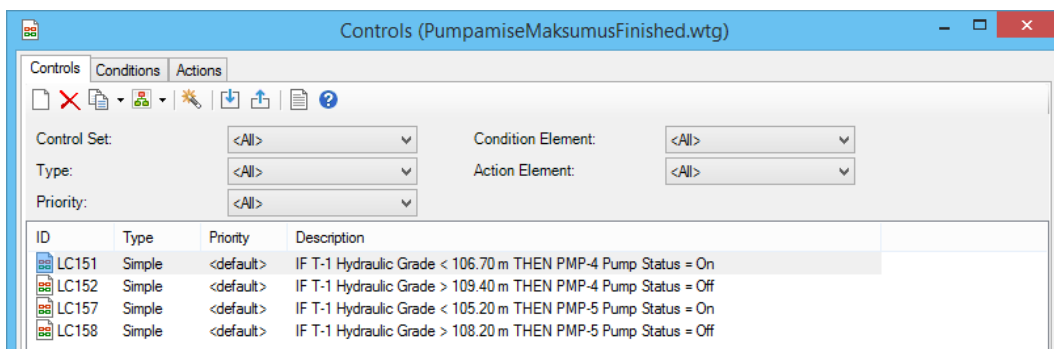 Controls (PumpamiseMaksumusFinished.wtg)
Controls Conditions Actions
Control Set: <All> Condition Element: <All>
Type: <All> Action Element: <All>
Priority: <All>
ID Type Priority Description
LC151 Simple <default> IF T-1 Hydraulic Grade < 106.70 m THEN PMP-4 Pump Status = On
LC152 Simple <default> IF T-1 Hydraulic Grade > 109.40 m THEN PMP-4 Pump Status = Off
LC157 Simple <default> IF T-1 Hydraulic Grade < 105.20 m THEN PMP-5 Pump Status = On
LC158 Simple <default> IF T-1 Hydraulic Grade > 108.20 m THEN PMP-5 Pump Status = Off